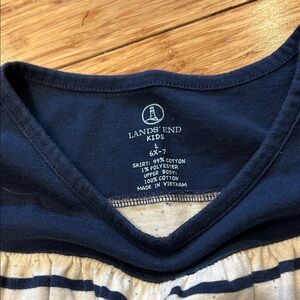 LANDS' END
KIDS
L
6X-7
SKIRT: 99% COTTON
1% POLYESTER
UPPER BODY:
100% COTTON
MADE IN VIETNAM